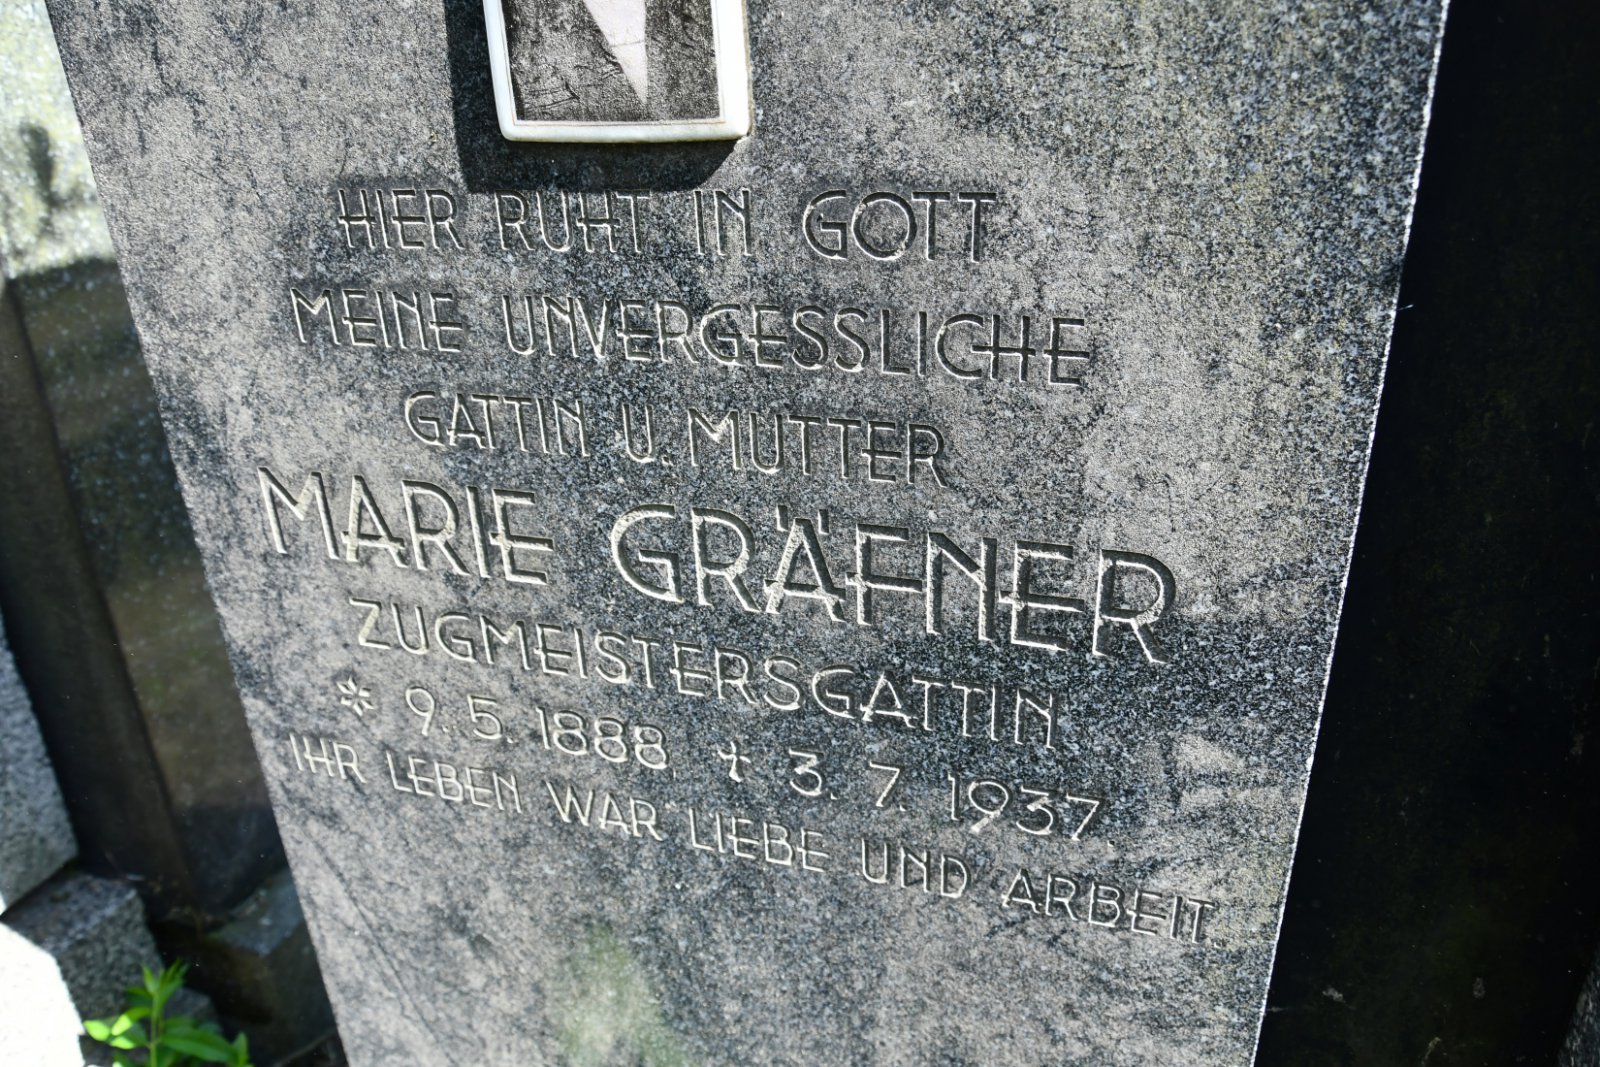 HIER RUHT IN GOTT
MEINE UNVERGESSLICHE
GATTIN U. MUTTER
MARIE GRÄFNER
ZUGMEISTERSGATTIN
* 9. 5. 1888, † 3. 7. 1937.
IHR LEBEN WAR LIEBE UND ARBEIT.